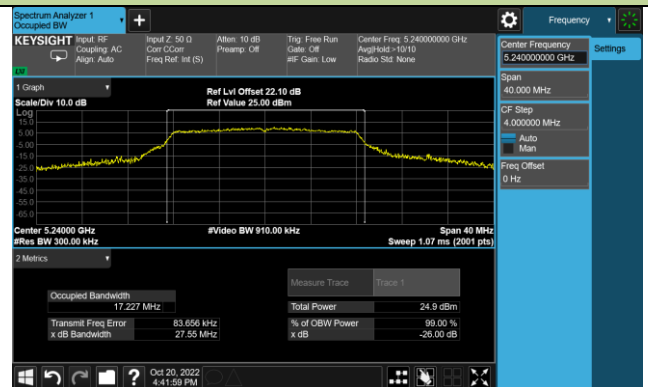 Spectrum Analyzer 1
Occupied BW
+
Frequency
KEYSIGHT
Input: RF
Coupling: AC
Align: Auto
Input Z: 50 Ω
Corr CCorr
Freq Ref: Int (S)
Atten: 10 dB
Preamp: Off
Trig: Free Run
Gate: Off
#IF Gain: Low
Center Freq: 5.240000000 GHz
Avg|Hold:>10/10
Radio Std: None
Center Frequency
5.240000000 GHz
Settings
Span
40.000 MHz
CF Step
4.000000 MHz
Auto
Man
Freq Offset
0 Hz
LW
1 Graph
Scale/Div 10.0 dB
Ref Lvl Offset 22.10 dB
Ref Value 25.00 dBm
Log
15.0
5.00
-5.00
-15.0
-25.0
-35.0
-45.0
-55.0
-65.0
Center 5.24000 GHz
#Res BW 300.00 kHz
#Video BW 910.00 kHz
Span 40 MHz
Sweep 1.07 ms (2001 pts)
2 Metrics
Measure Trace
Trace 1
Occupied Bandwidth
17.227 MHz
Total Power
24.9 dBm
Transmit Freq Error
83.656 kHz
% of OBW Power
99.00 %
x dB Bandwidth
27.55 MHz
x dB
-26.00 dB
?
Oct 20, 2022
4:41:59 PM